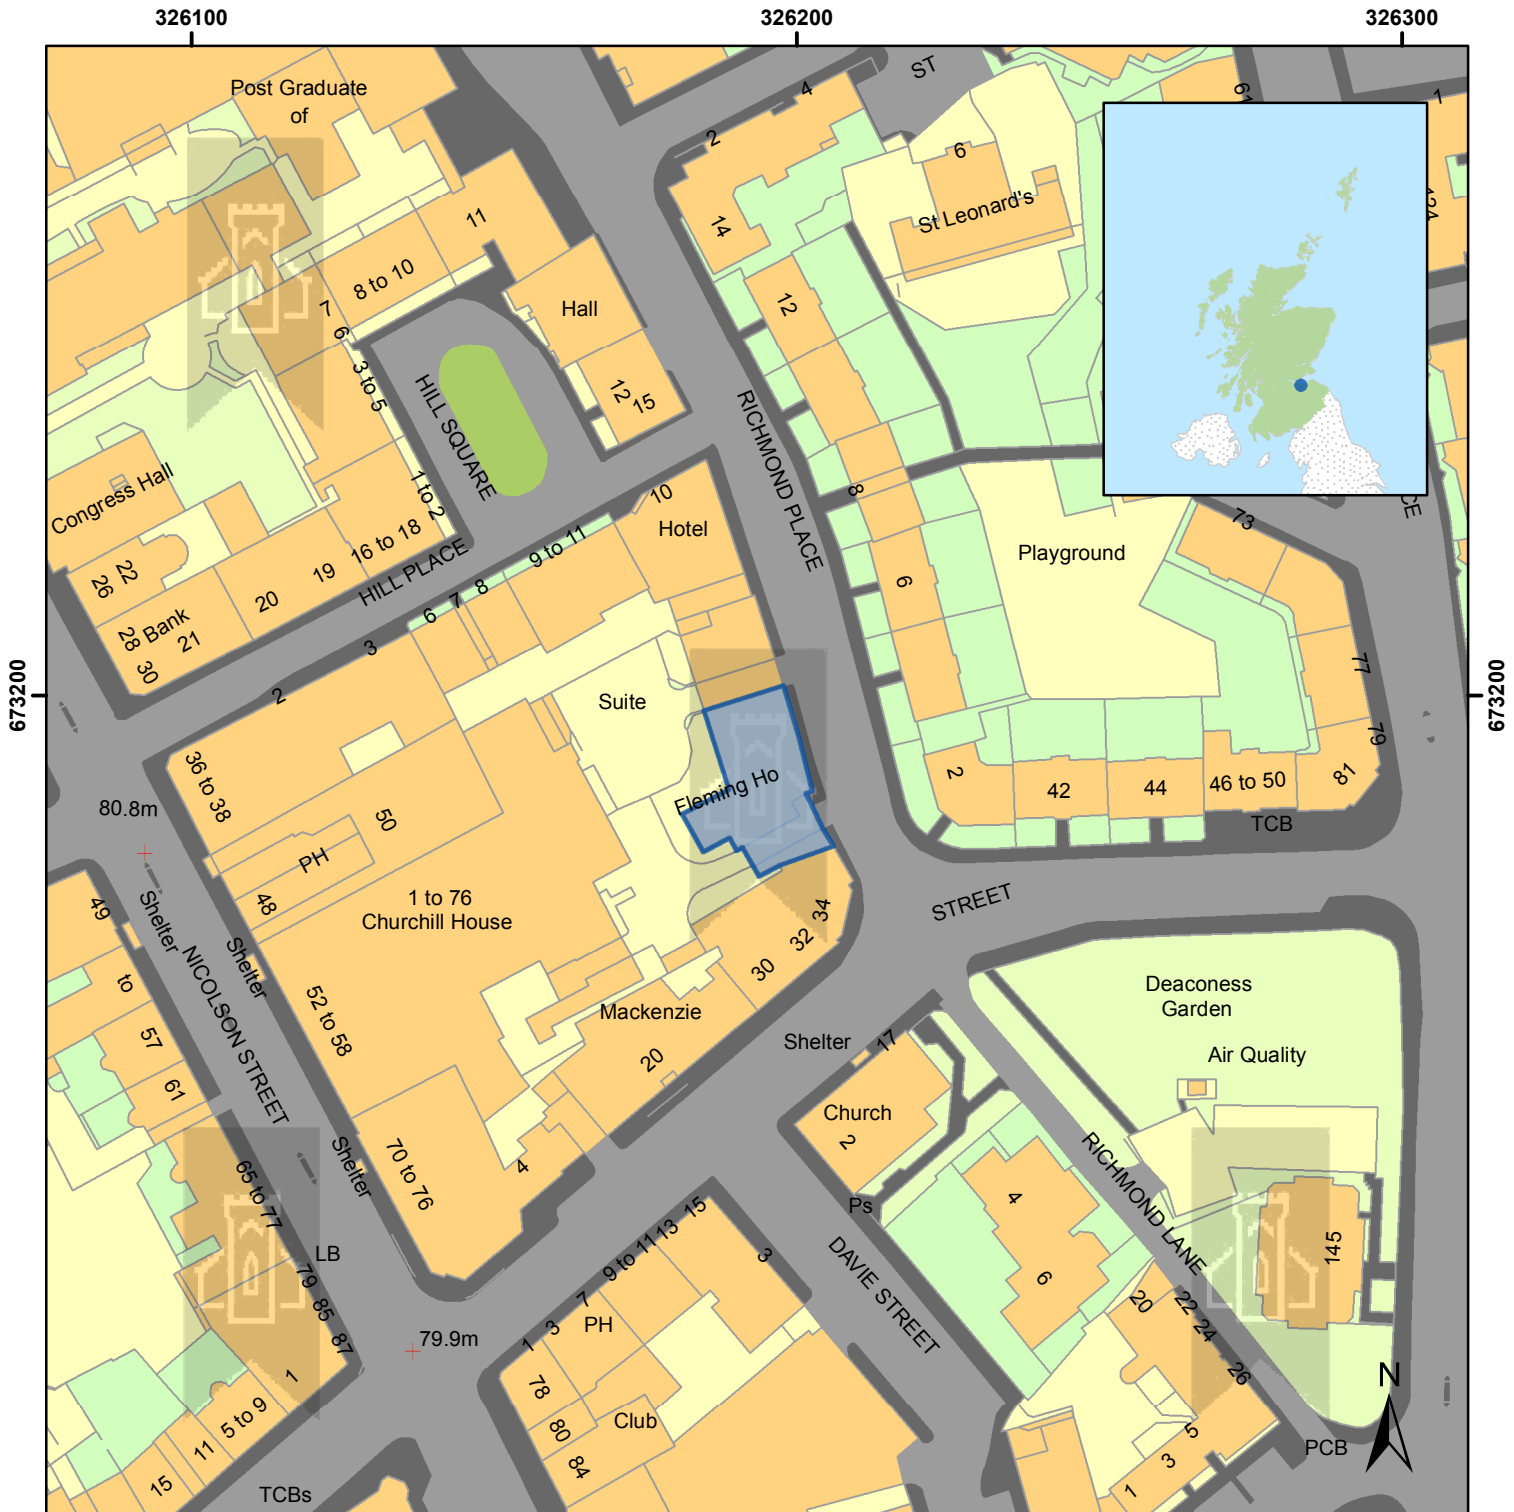 326100
326200
326300
673200
673200
Post Graduate
of
ST
2
4
6
St Leonard's
14
61
1
124
11
8 to 10
7
6
3 to 5
Hall
12
15
12
HILL SQUARE
RICHMOND PLACE
Congress Hall
1 to 2
16 to 18
19
20
22
26
Bank
28
21
30
HILL PLACE
10
Hotel
9 to 11
8
7
6
3
2
8
6
Playground
73
77
79
81
CE
Suite
Fleming Ho
36 to 38
80.8m
50
PH
48
1 to 76
Churchill House
2
42
44
46 to 50
TCB
STREET
34
32
30
Mackenzie
20
49
to
57
61
Shelter
Shelter
NICOLSON STREET
52 to 58
Shelter
70 to 76
4
Deaconess
Garden
Air Quality
Shelter
17
Church
2
Ps
4
6
RICHMOND LANE
145
DAVIE STREET
65 to 77
LB
79
85
87
79.9m
1
5 to 9
11
15
TCBs
15
13
9 to 11
7
3
1
PH
3
78
80
84
Club
20
22
24
26
5
3
1
PCB
N